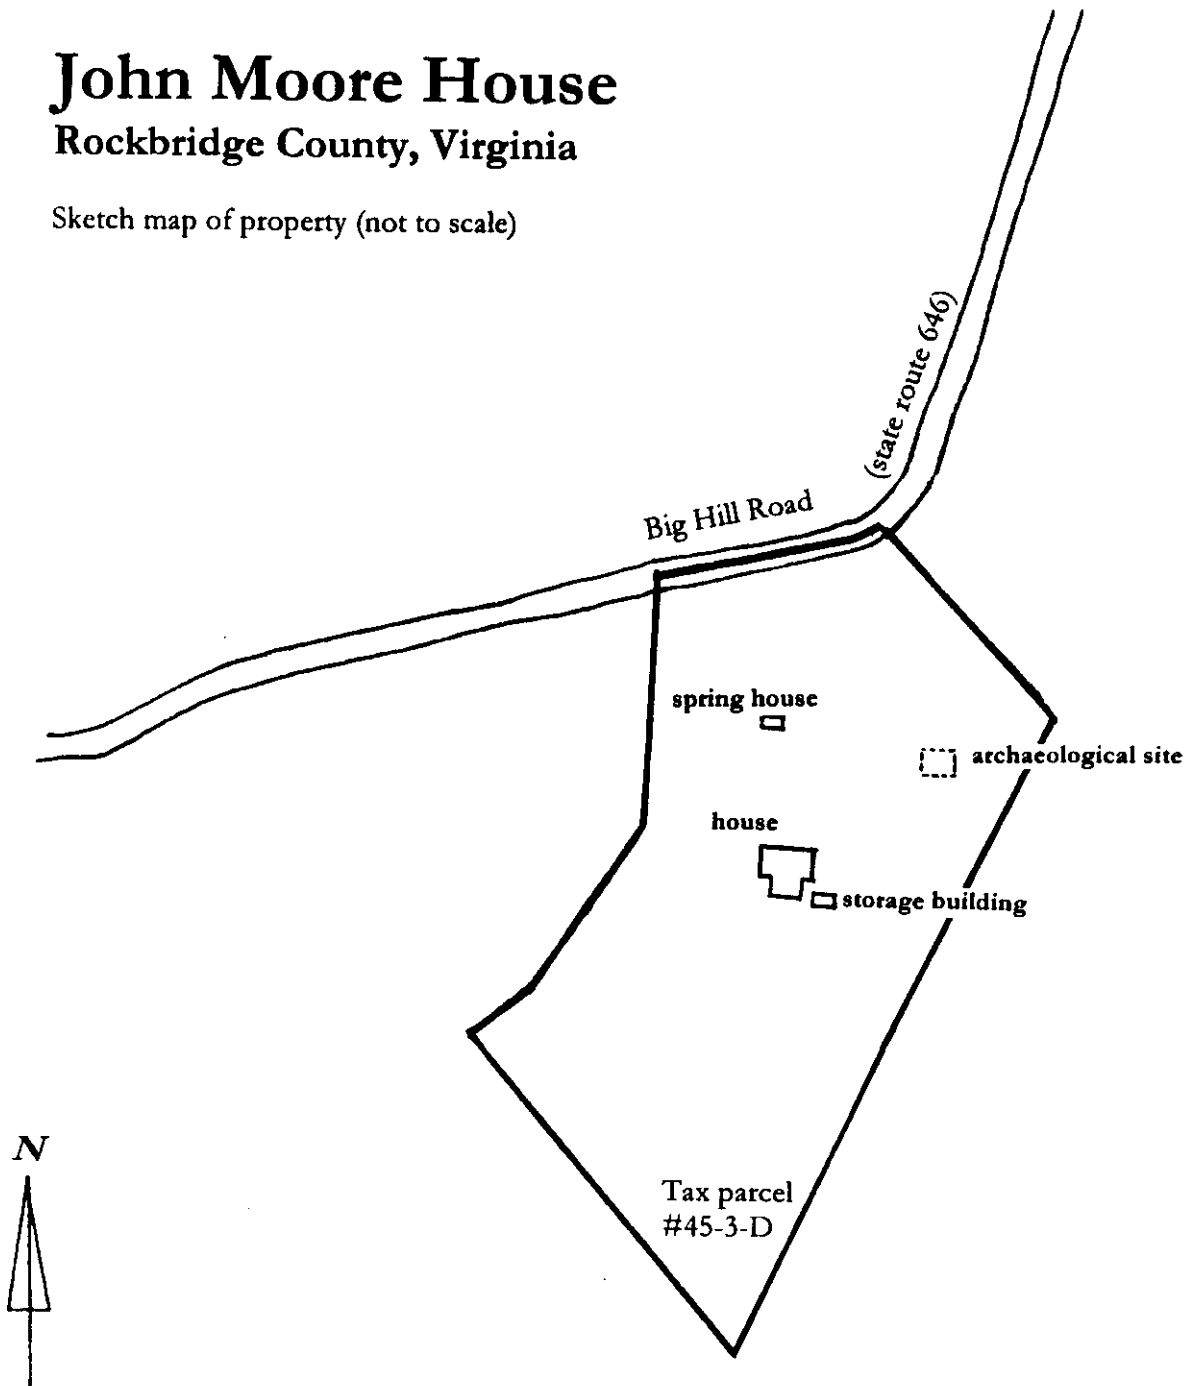 John Moore House
Rockbridge County, Virginia
Sketch map of property (not to scale)
(state route 646)
Big Hill Road
spring house
archaeological site
house
storage building
N
Tax parcel
#45-3-D